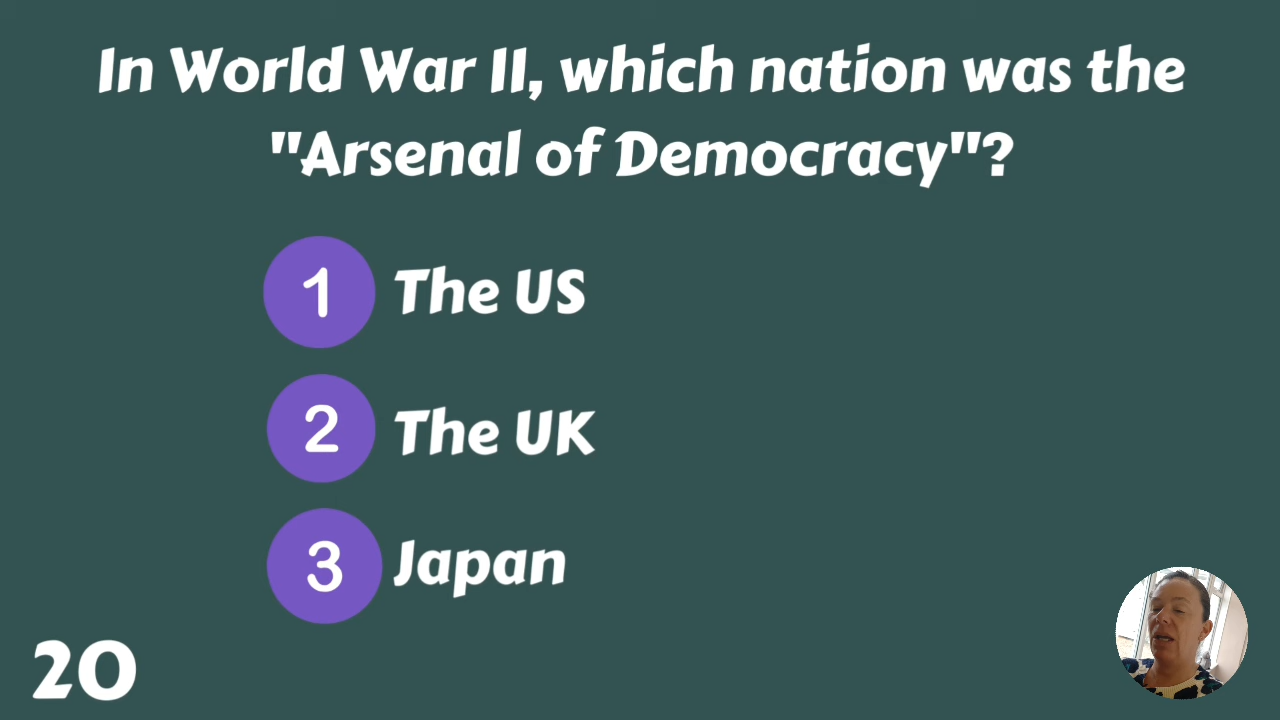 In World War II, which nation was the
"Arsenal of Democracy"?
1 The US
2 The UK
3 Japan
20